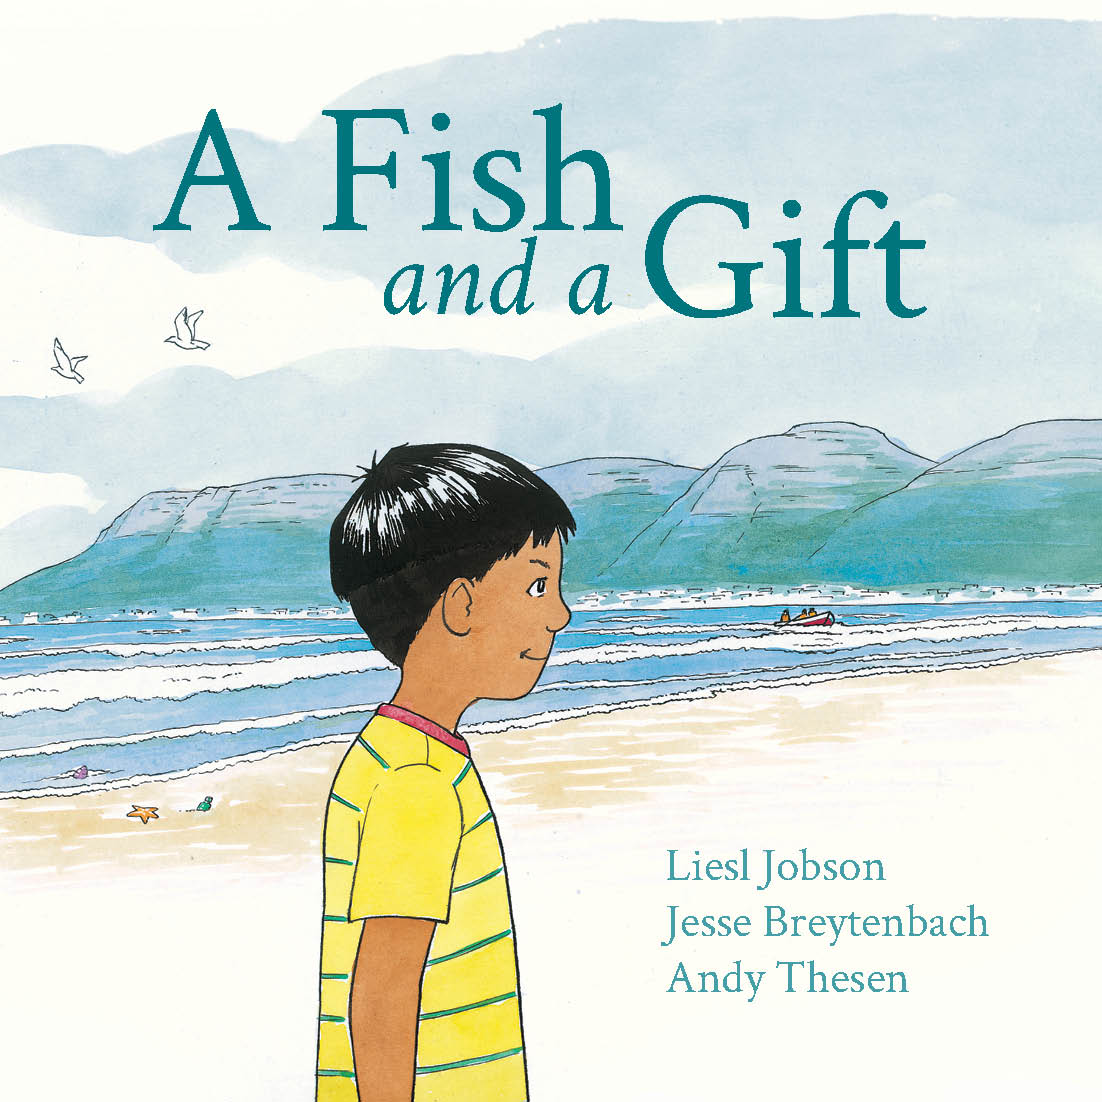 A Fish
and a Gift
Liesl Jobson
Jesse Breytenbach
Andy Thesen